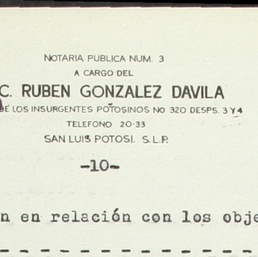 NOTARIA PUBLICA NUM. 3
A CARGO DEL
C. RUBEN GONZALEZ DAVILA
DE LOS INSURGENTES POTOSINOS NO 320 DESPS. 3 Y 4
TELEFONO 20-33
SAN LUIS POTOSI. S.L.P.
-10-
n en relación con los obje